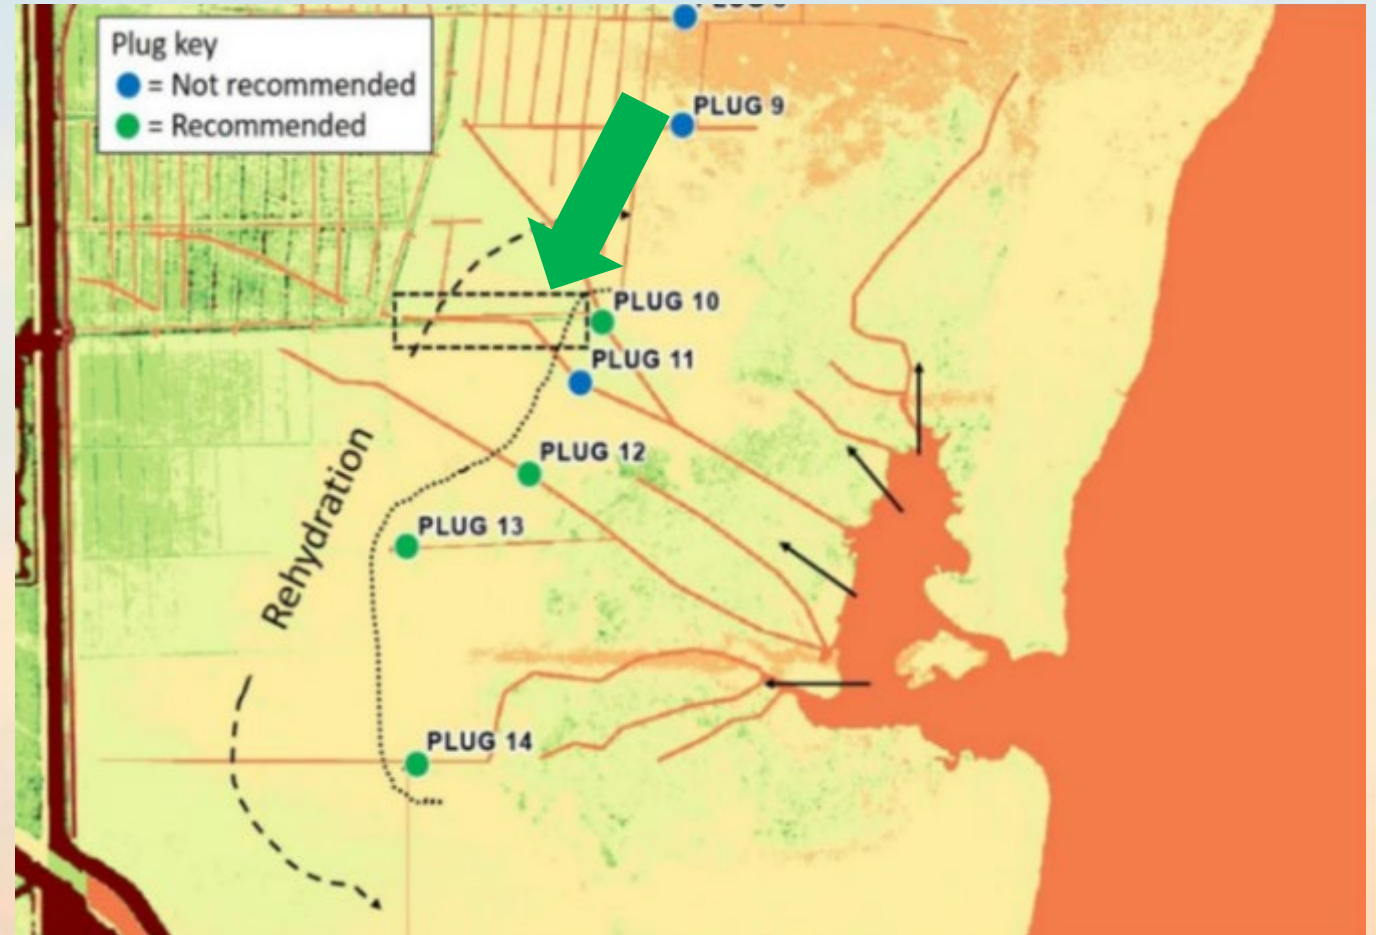 Plug key
= Not recommended
= Recommended
PLUG 9
PLUG 10
PLUG 11
PLUG 12
Rehydration
PLUG 13
PLUG 14